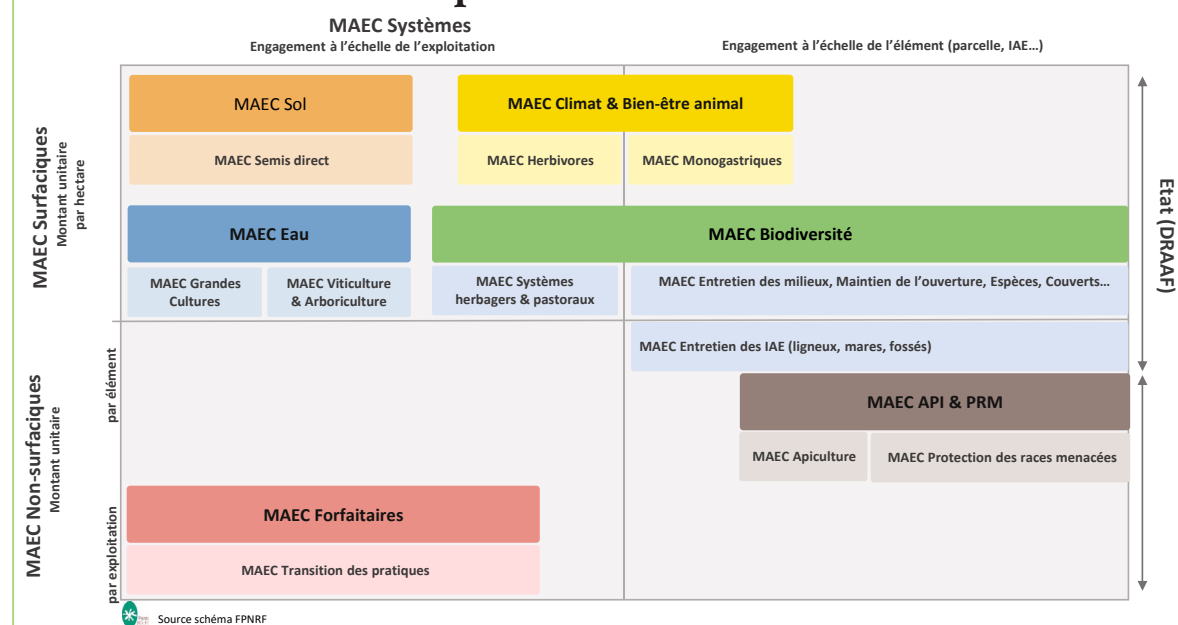 MAEC Systèmes
Engagement à l’échelle de l’exploitation
Engagement à l’échelle de l’élément (parcelle, IAE…)
MAEC Surfaciques
Montant unitaire
par hectare
MAEC Sol
MAEC Climat & Bien-être animal
MAEC Semis direct
MAEC Herbivores
MAEC Monogastriques
MAEC Eau
MAEC Biodiversité
MAEC Grandes
Cultures
MAEC Viticulture
& Arboriculture
MAEC Systèmes
herbagers & pastoraux
MAEC Entretien des milieux, Maintien de l’ouverture, Espèces, Couverts…
Etat (DRAAF)
MAEC Non-surfaciques
Montant unitaire
par élément
MAEC Entretien des IAE (ligneux, mares, fossés)
MAEC API & PRM
MAEC Apiculture
MAEC Protection des races menacées
par exploitation
MAEC Forfaitaires
MAEC Transition des pratiques
Source schéma FPNRF